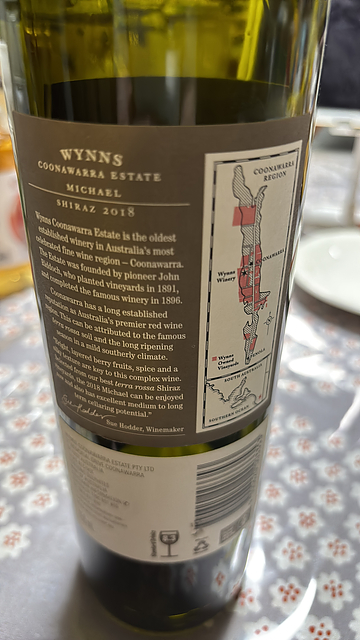 WYNNS
COONAWARRA ESTATE
MICHAEL
SHIRAZ 2018
Wynns Coonawarra Estate is the oldest
established winery in Australia's most
celebrated fine wine region – Coonawarra.
The Estate was founded by pioneer John
Riddoch, who planted vineyards in 1891,
and completed the famous winery in 1896.
Coonawarra has a long established
reputation as Australia's premier red wine
region. This can be attributed to the famous
terra rossa soil and the long ripening
season in a mild southerly climate.
layered berry fruits, spice and a
are key to this complex wine.
from our best terra rossa Shiraz
the 2018 Michael can be enjoyed
now and also has excellent medium to long
term cellaring potential."
Sue Hodder, Winemaker
COONAWARRA
REGION
COONAWARRA
Wynns
Winery
Wynns
Owned
Vineyards
PENOLA
SOUTH AUSTRALIA
SOUTHERN OCEAN
COONAWARRA ESTATE PTY LTD
COONAWARRA